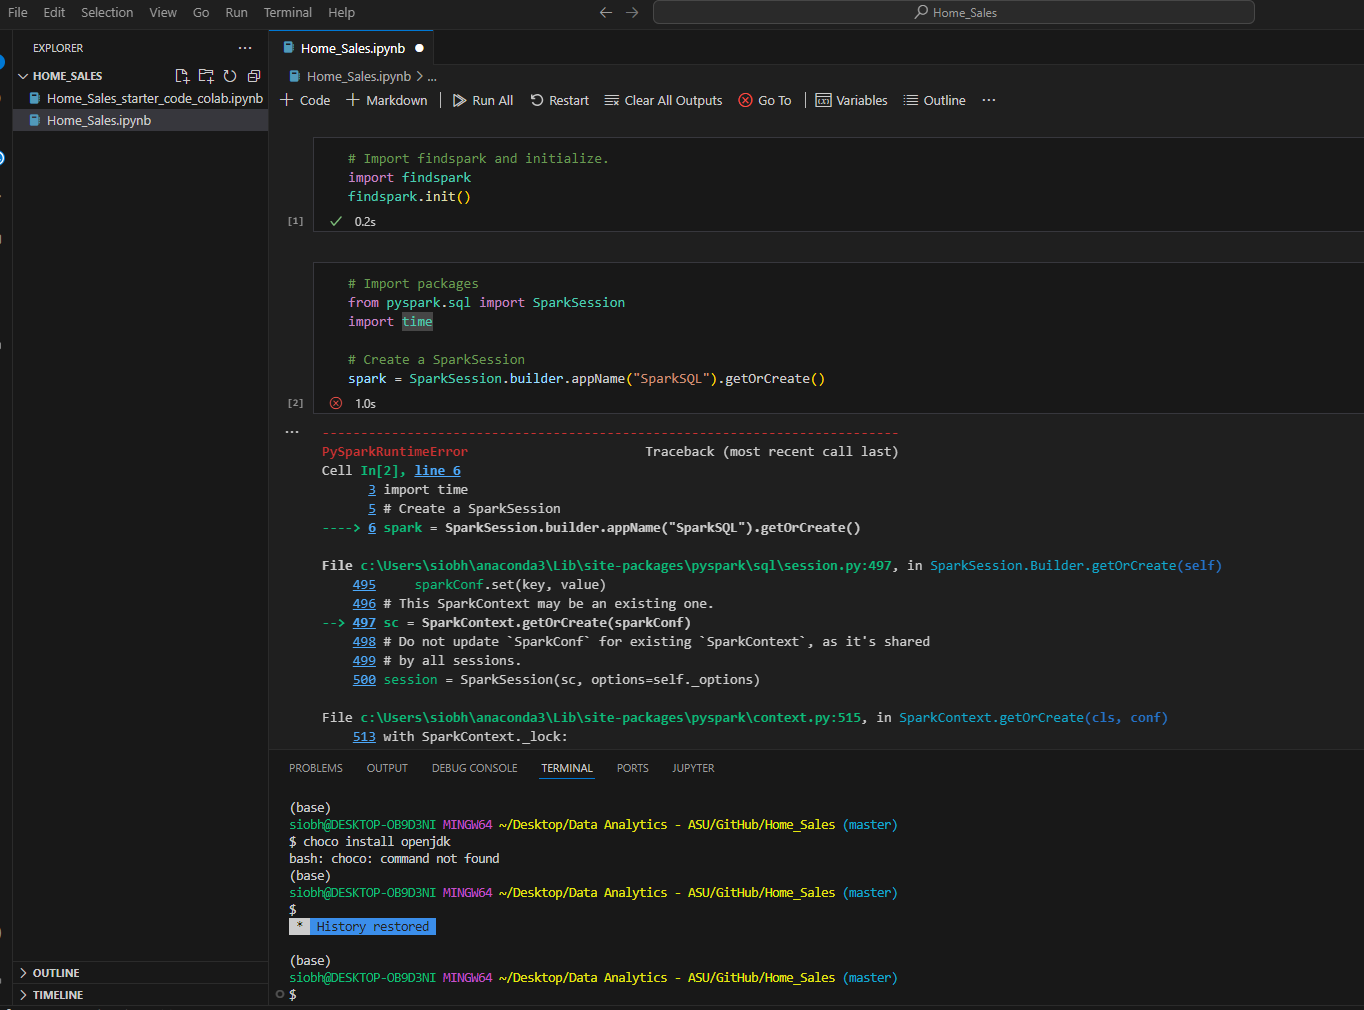 File Edit Selection View Go Run Terminal Help
Home_Sales
EXPLORER
HOME_SALES
Home_Sales_starter_code_colab.ipynb
Home_Sales.ipynb
Home_Sales.ipynb
Home_Sales.ipynb > ...
Code Markdown Run All Restart Clear All Outputs Go To Variables Outline ...
# Import findspark and initialize.
import findspark
findspark.init()
[1] 0.2s
# Import packages
from pyspark.sql import SparkSession
import time
# Create a SparkSession
spark = SparkSession.builder.appName("SparkSQL").getOrCreate()
[2] 1.0s
...
---------------------------------------------------------------------------
PySparkRuntimeError Traceback (most recent call last)
Cell In[2], line 6
3 import time
5 # Create a SparkSession
----> 6 spark = SparkSession.builder.appName("SparkSQL").getOrCreate()
File c:\Users\siobh\anaconda3\Lib\site-packages\pyspark\sql\session.py:497, in SparkSession.Builder.getOrCreate(self)
495 sparkConf.set(key, value)
496 # This SparkContext may be an existing one.
--> 497 sc = SparkContext.getOrCreate(sparkConf)
498 # Do not update `SparkConf` for existing `SparkContext`, as it's shared
499 # by all sessions.
500 session = SparkSession(sc, options=self._options)
File c:\Users\siobh\anaconda3\Lib\site-packages\pyspark\context.py:515, in SparkContext.getOrCreate(cls, conf)
513 with SparkContext._lock:
PROBLEMS OUTPUT DEBUG CONSOLE TERMINAL PORTS JUPYTER
(base)
siobh@DESKTOP-OB9D3NI MINGW64 ~/Desktop/Data Analytics - ASU/GitHub/Home_Sales (master)
$ choco install openjdk
bash: choco: command not found
(base)
siobh@DESKTOP-OB9D3NI MINGW64 ~/Desktop/Data Analytics - ASU/GitHub/Home_Sales (master)
$
* History restored
(base)
siobh@DESKTOP-OB9D3NI MINGW64 ~/Desktop/Data Analytics - ASU/GitHub/Home_Sales (master)
$
OUTLINE
TIMELINE